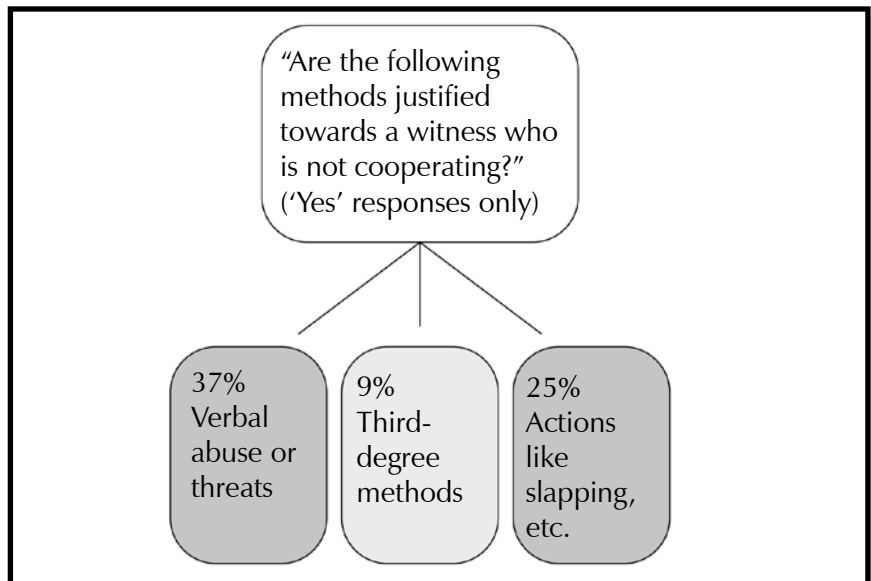 “Are the following
methods justified
towards a witness who
is not cooperating?”
(‘Yes’ responses only)
37%
Verbal
abuse or
threats
9%
Third-
degree
methods
25%
Actions
like
slapping,
etc.